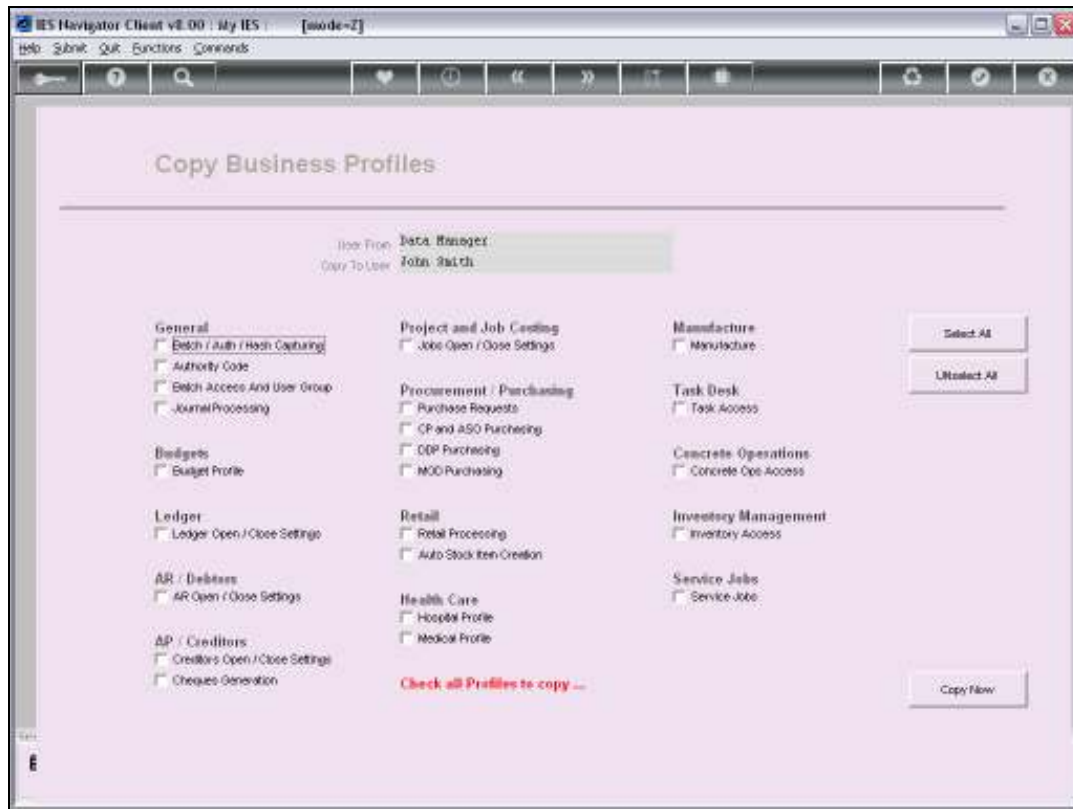 IES Navigator Client v8.00 : My IES : [mode=Z]
Help Submit Quit Functions Commands
Copy Business Profiles
User From Data Manager
Copy To User John Smith
General
Batch / Auth / Hash Capturing
Authority Code
Batch Access And User Group
Journal Processing
Budgets
Budget Profile
Ledger
Ledger Open / Close Settings
AR / Debtors
AR Open / Close Settings
AP / Creditors
Creditors Open / Close Settings
Cheques Generation
Project and Job Costing
Jobs Open / Close Settings
Procurement / Purchasing
Purchase Requests
CP and ASO Purchasing
DDP Purchasing
MOD Purchasing
Retail
Retail Processing
Auto Stock Item Creation
Health Care
Hospital Profile
Medical Profile
Check all Profiles to copy ...
Manufacture
Manufacture
Task Desk
Task Access
Concrete Operations
Concrete Ops Access
Inventory Management
Inventory Access
Service Jobs
Service Jobs
Select All
UNselect All
Copy Now